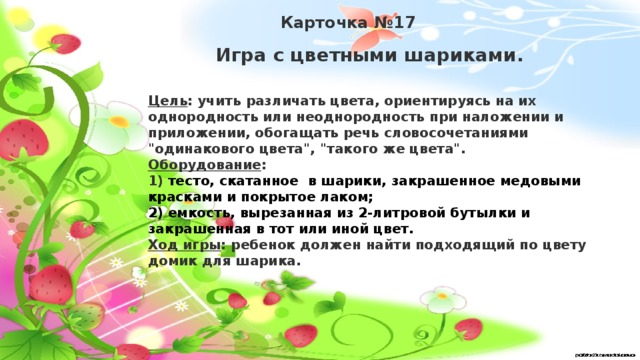 Карточка №17
Игра с цветными шариками.
Цель: учить различать цвета, ориентируясь на их
однородность или неоднородность при наложении и
приложении, обогащать речь словосочетаниями
"одинакового цвета", "такого же цвета".
Оборудование:
1) тесто, скатанное в шарики, закрашенное медовыми
красками и покрытое лаком;
2) емкость, вырезанная из 2-литровой бутылки и
закрашенная в тот или иной цвет.
Ход игры: ребенок должен найти подходящий по цвету
домик для шарика.